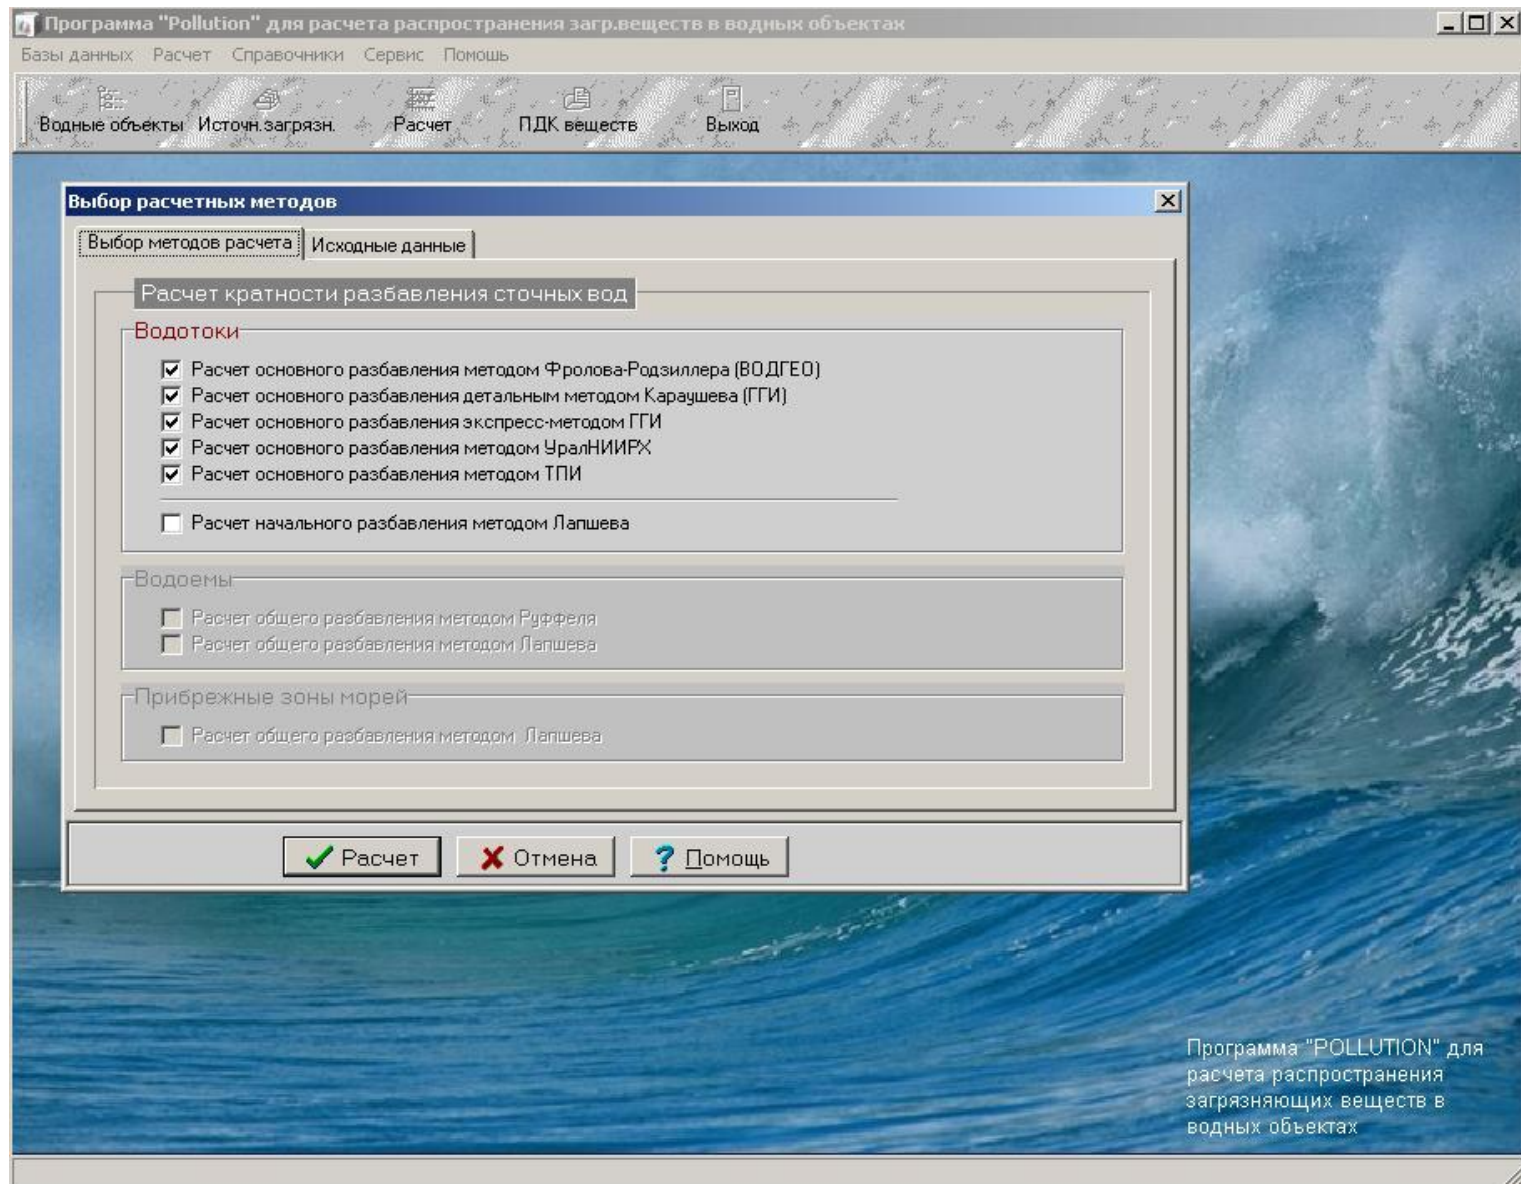 Программа "Pollution" для расчета распространения загр.веществ в водных объектах
Базы данных Расчет Справочники Сервис Помошь
Водные объекты Источн.загрязн. Расчет ПДК веществ Выход
Выбор расчетных методов
Выбор методов расчета Исходные данные
Расчет кратности разбавления сточных вод
Водотоки
Расчет основного разбавления методом Фролова-Родзиллера (ВОДГЕО)
Расчет основного разбавления детальным методом Караушева (ГГИ)
Расчет основного разбавления экспресс-методом ГГИ
Расчет основного разбавления методом УралНИИРХ
Расчет основного разбавления методом ТПИ
Расчет начального разбавления методом Лапшева
Водоемы
Расчет общего разбавления методом Руффеля
Расчет общего разбавления методом Лапшева
Прибрежные зоны морей
Расчет общего разбавления методом Лапшева
Расчет Отмена Помощь
Программа "POLLUTION" для
расчета распространения
загрязняющих веществ в
водных объектах